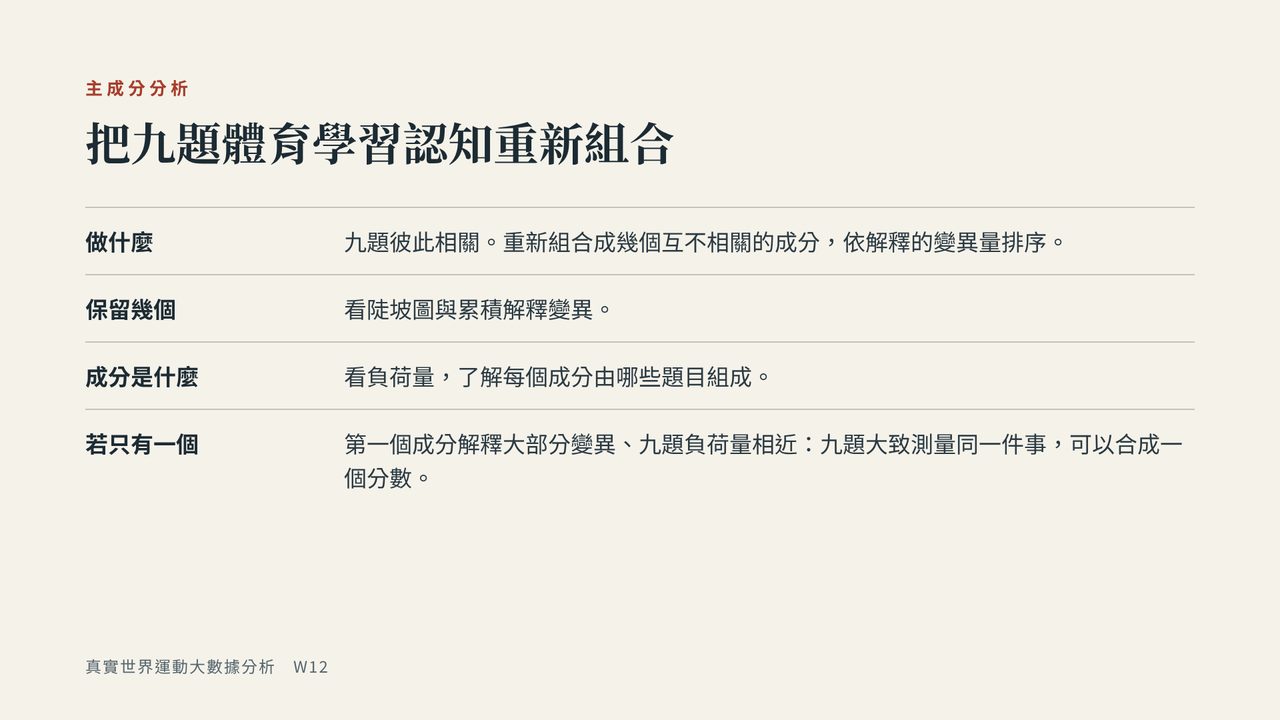 主成分分析
把九題體育學習認知重新組合
做什麼
九題彼此相關。重新組合成幾個互不相關的成分，依解釋的變異量排序。
保留幾個
看陡坡圖與累積解釋變異。
成分是什麼
看負荷量，了解每個成分由哪些題目組成。
若只有一個
第一個成分解釋大部分變異、九題負荷量相近：九題大致測量同一件事，可以合成一
個分數。
真實世界運動大數據分析　W12